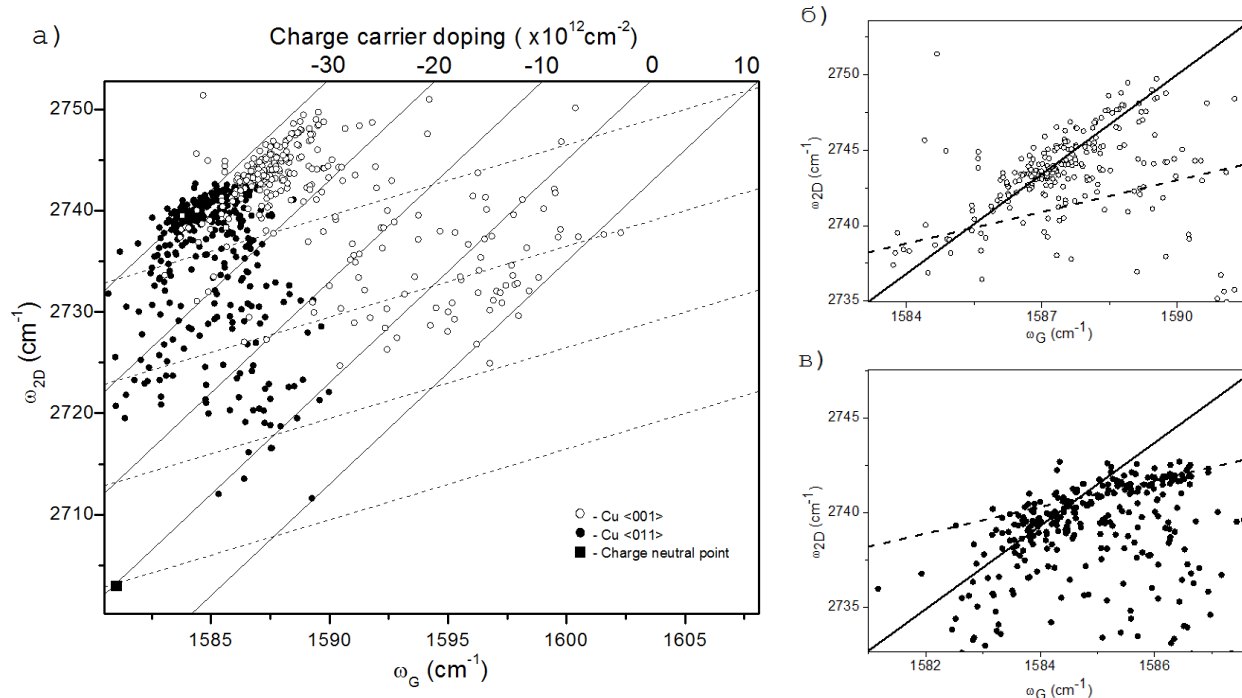 а)
Charge carrier doping ( x10¹²cm⁻²)
-30 -20 -10 0 10
2750
2740
2730
2720
2710
ω2D (cm⁻¹)
1585 1590 1595 1600 1605
ωG (cm⁻¹)
- Cu <001>
- Cu <011>
- Charge neutral point
б)
2750
2745
2740
2735
ω2D (cm⁻¹)
1584 1587 1590
ωG (cm⁻¹)
в)
2745
2740
2735
ω2D (cm⁻¹)
1582 1584 1586
ωG (cm⁻¹)